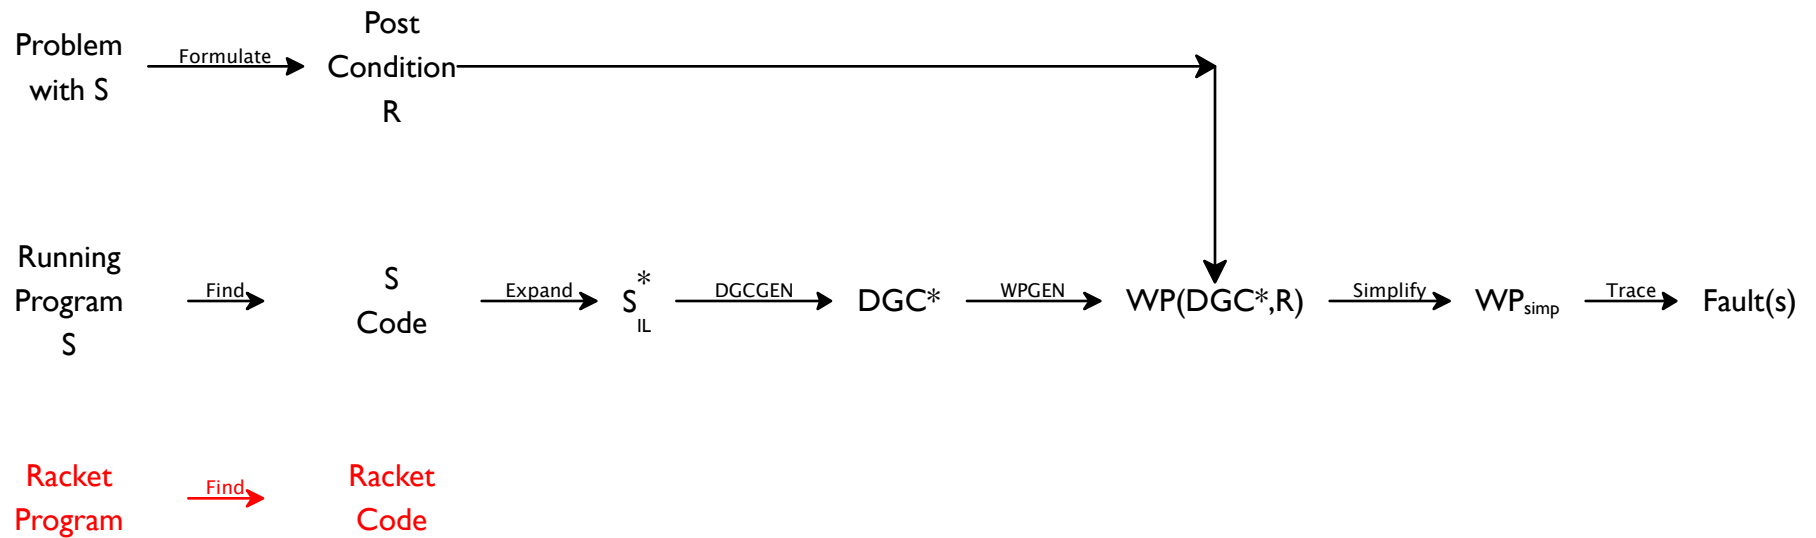 Problem
with S
Formulate
Post
Condition
R
Running
Program
S
Find
S
Code
Expand
S*IL
DGCGEN
DGC*
WPGEN
WP(DGC*,R)
Simplify
WPsimp
Trace
Fault(s)
Racket
Program
Find
Racket
Code